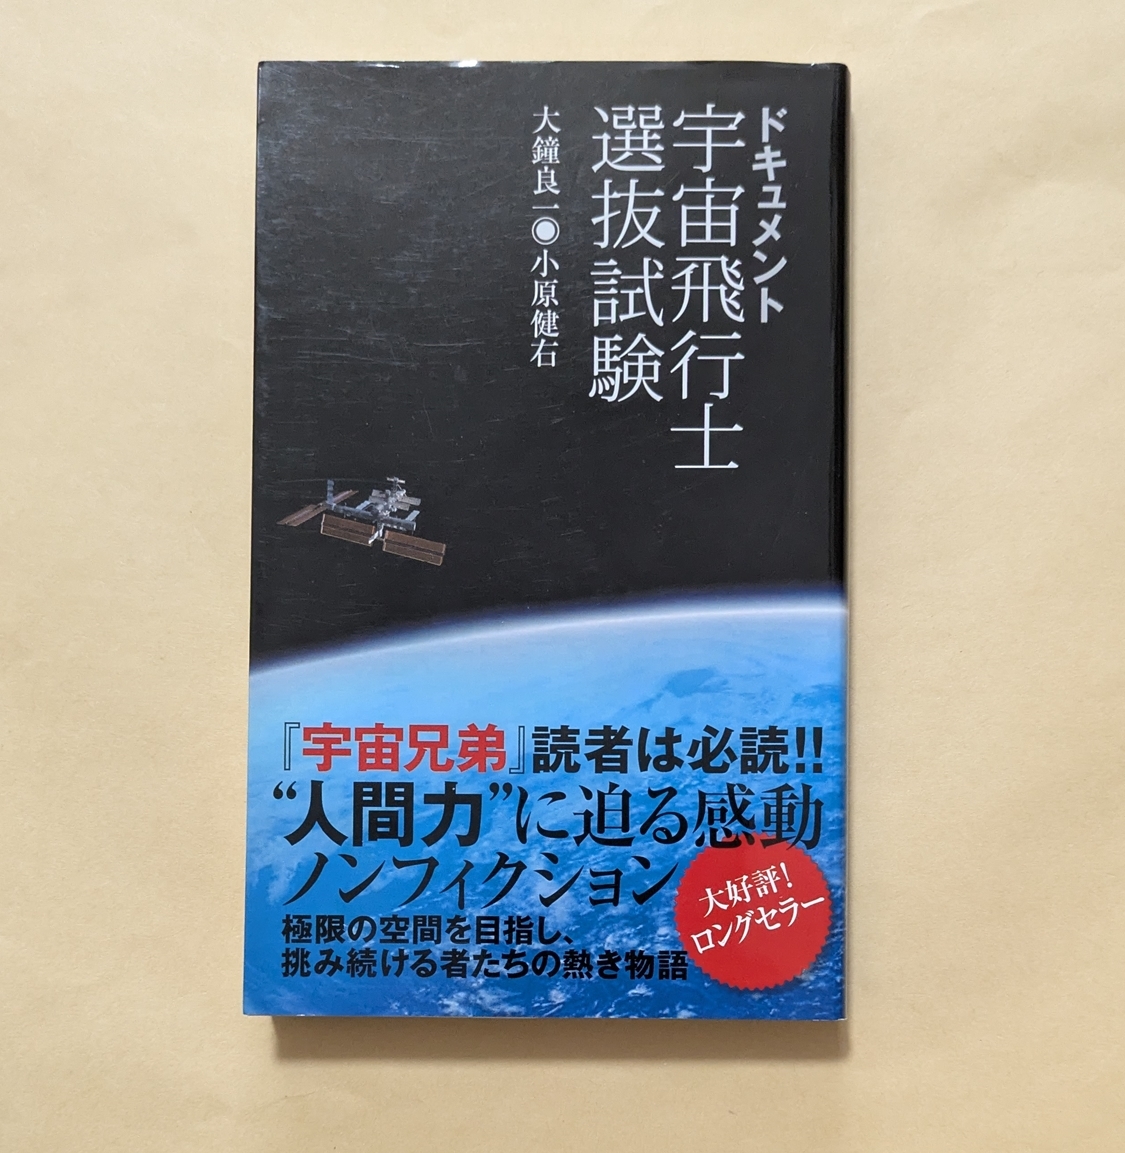 ドキュメント
宇宙飛行士
選抜試験
大鐘良一◉小原健右
『宇宙兄弟』読者は必読!!
“人間力”に迫る感動
ノンフィクション
大好評!
ロングセラー
極限の空間を目指し、
挑み続ける者たちの熱き物語